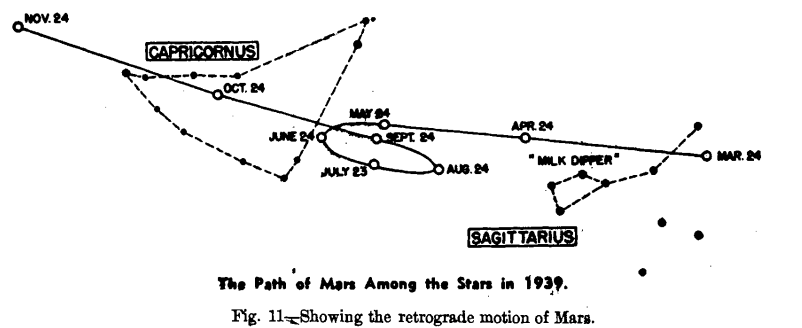 NOV. 24
CAPRICORNUS
OCT. 24
MAY 24
APR. 24
JUNE 24
SEPT. 24
"MILK DIPPER"
MAR. 24
JULY 23
AUG. 24
SAGITTARIUS
The Path of Mars Among the Stars in 1939.
Fig. 11—Showing the retrograde motion of Mars.